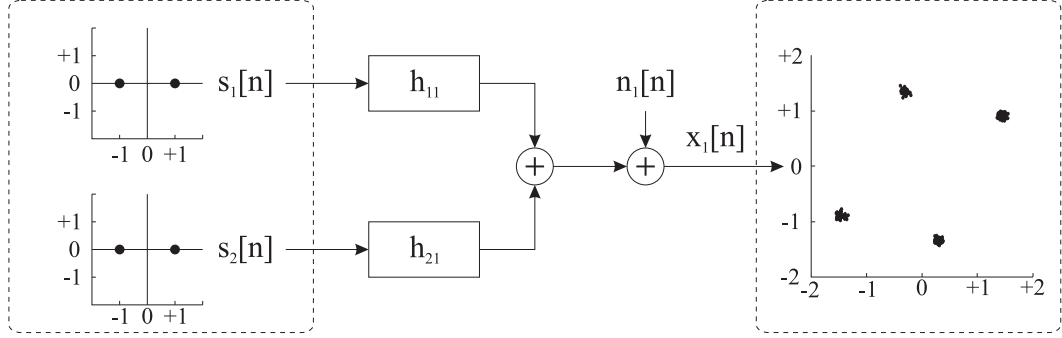 +1
0
-1
-1 0 +1
s₁[n]
h₁₁
n₁[n]
x₁[n]
+
+
+1
0
-1
-1 0 +1
s₂[n]
h₂₁
+2
+1
0
-1
-2
-2 -1 0 +1 +2